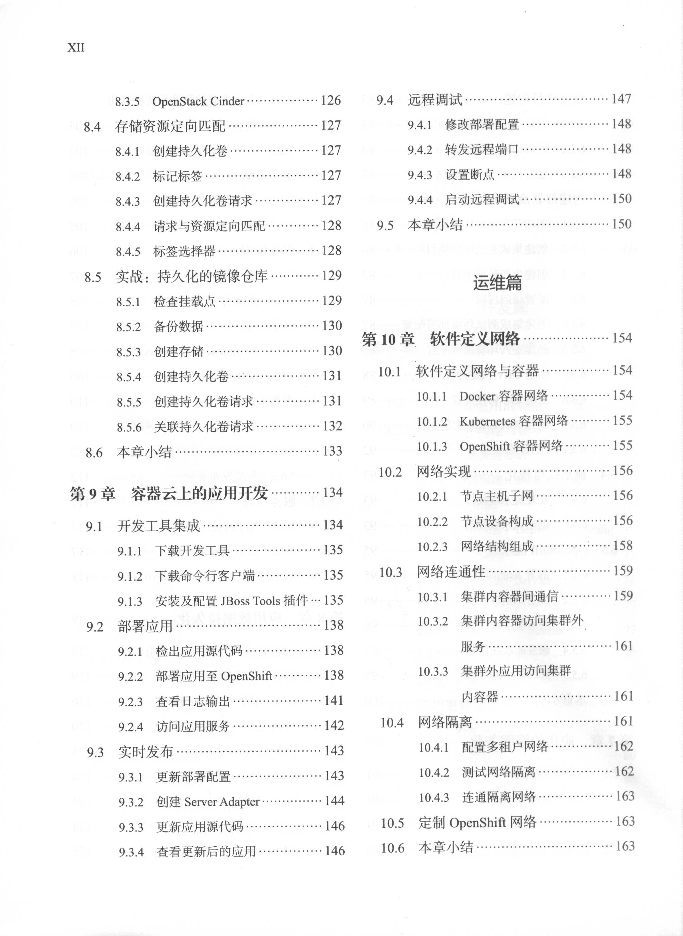 XII
8.3.5 OpenStack Cinder ⋯⋯⋯⋯⋯⋯ 126
8.4 存储资源定向匹配 ⋯⋯⋯⋯⋯⋯ 127
8.4.1 创建持久化卷 ⋯⋯⋯⋯⋯⋯ 127
8.4.2 标记标签 ⋯⋯⋯⋯⋯⋯ 127
8.4.3 创建持久化卷请求 ⋯⋯⋯⋯⋯⋯ 127
8.4.4 请求与资源定向匹配 ⋯⋯⋯⋯⋯⋯ 128
8.4.5 标签选择器 ⋯⋯⋯⋯⋯⋯ 128
8.5 实战：持久化的镜像仓库 ⋯⋯⋯⋯ 129
8.5.1 检查挂载点 ⋯⋯⋯⋯⋯⋯ 129
8.5.2 备份数据 ⋯⋯⋯⋯⋯⋯ 130
8.5.3 创建存储 ⋯⋯⋯⋯⋯⋯ 130
8.5.4 创建持久化卷 ⋯⋯⋯⋯⋯⋯ 131
8.5.5 创建持久化卷请求 ⋯⋯⋯⋯⋯⋯ 131
8.5.6 关联持久化卷请求 ⋯⋯⋯⋯⋯⋯ 132
8.6 本章小结 ⋯⋯⋯⋯⋯⋯ 133
第 9 章 容器云上的应用开发 ⋯⋯⋯⋯ 134
9.1 开发工具集成 ⋯⋯⋯⋯⋯⋯ 134
9.1.1 下载开发工具 ⋯⋯⋯⋯⋯⋯ 135
9.1.2 下载命令行客户端 ⋯⋯⋯⋯⋯⋯ 135
9.1.3 安装及配置 JBoss Tools 插件 ⋯ 135
9.2 部署应用 ⋯⋯⋯⋯⋯⋯ 138
9.2.1 检出应用源代码 ⋯⋯⋯⋯⋯⋯ 138
9.2.2 部署应用至 OpenShift ⋯⋯⋯⋯ 138
9.2.3 查看日志输出 ⋯⋯⋯⋯⋯⋯ 141
9.2.4 访问应用服务 ⋯⋯⋯⋯⋯⋯ 142
9.3 实时发布 ⋯⋯⋯⋯⋯⋯ 143
9.3.1 更新部署配置 ⋯⋯⋯⋯⋯⋯ 143
9.3.2 创建 Server Adapter ⋯⋯⋯⋯⋯⋯ 144
9.3.3 更新应用源代码 ⋯⋯⋯⋯⋯⋯ 146
9.3.4 查看更新后的应用 ⋯⋯⋯⋯⋯⋯ 146
9.4 远程调试 ⋯⋯⋯⋯⋯⋯ 147
9.4.1 修改部署配置 ⋯⋯⋯⋯⋯⋯ 148
9.4.2 转发远程端口 ⋯⋯⋯⋯⋯⋯ 148
9.4.3 设置断点 ⋯⋯⋯⋯⋯⋯ 148
9.4.4 启动远程调试 ⋯⋯⋯⋯⋯⋯ 150
9.5 本章小结 ⋯⋯⋯⋯⋯⋯ 150
运维篇
第 10 章 软件定义网络 ⋯⋯⋯⋯⋯⋯ 154
10.1 软件定义网络与容器 ⋯⋯⋯⋯⋯⋯ 154
10.1.1 Docker 容器网络 ⋯⋯⋯⋯⋯⋯ 154
10.1.2 Kubernetes 容器网络 ⋯⋯⋯⋯ 155
10.1.3 OpenShift 容器网络 ⋯⋯⋯⋯ 155
10.2 网络实现 ⋯⋯⋯⋯⋯⋯ 156
10.2.1 节点主机子网 ⋯⋯⋯⋯⋯⋯ 156
10.2.2 节点设备构成 ⋯⋯⋯⋯⋯⋯ 156
10.2.3 网络结构组成 ⋯⋯⋯⋯⋯⋯ 158
10.3 网络连通性 ⋯⋯⋯⋯⋯⋯ 159
10.3.1 集群内容器间通信 ⋯⋯⋯⋯ 159
10.3.2 集群内容器访问集群外
服务 ⋯⋯⋯⋯⋯⋯ 161
10.3.3 集群外应用访问集群
内容器 ⋯⋯⋯⋯⋯⋯ 161
10.4 网络隔离 ⋯⋯⋯⋯⋯⋯ 161
10.4.1 配置多租户网络 ⋯⋯⋯⋯⋯⋯ 162
10.4.2 测试网络隔离 ⋯⋯⋯⋯⋯⋯ 162
10.4.3 连通隔离网络 ⋯⋯⋯⋯⋯⋯ 163
10.5 定制 OpenShift 网络 ⋯⋯⋯⋯⋯⋯ 163
10.6 本章小结 ⋯⋯⋯⋯⋯⋯ 163